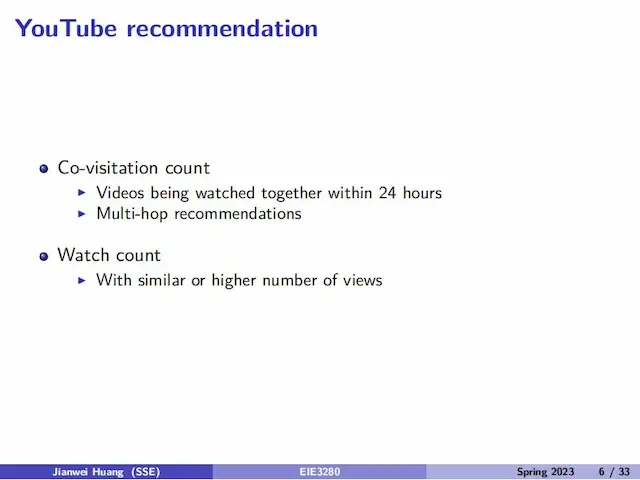 YouTube recommendation
Co-visitation count
Videos being watched together within 24 hours
Multi-hop recommendations
Watch count
With similar or higher number of views
Jianwei Huang (SSE) EIE3280 Spring 2023 6 / 33